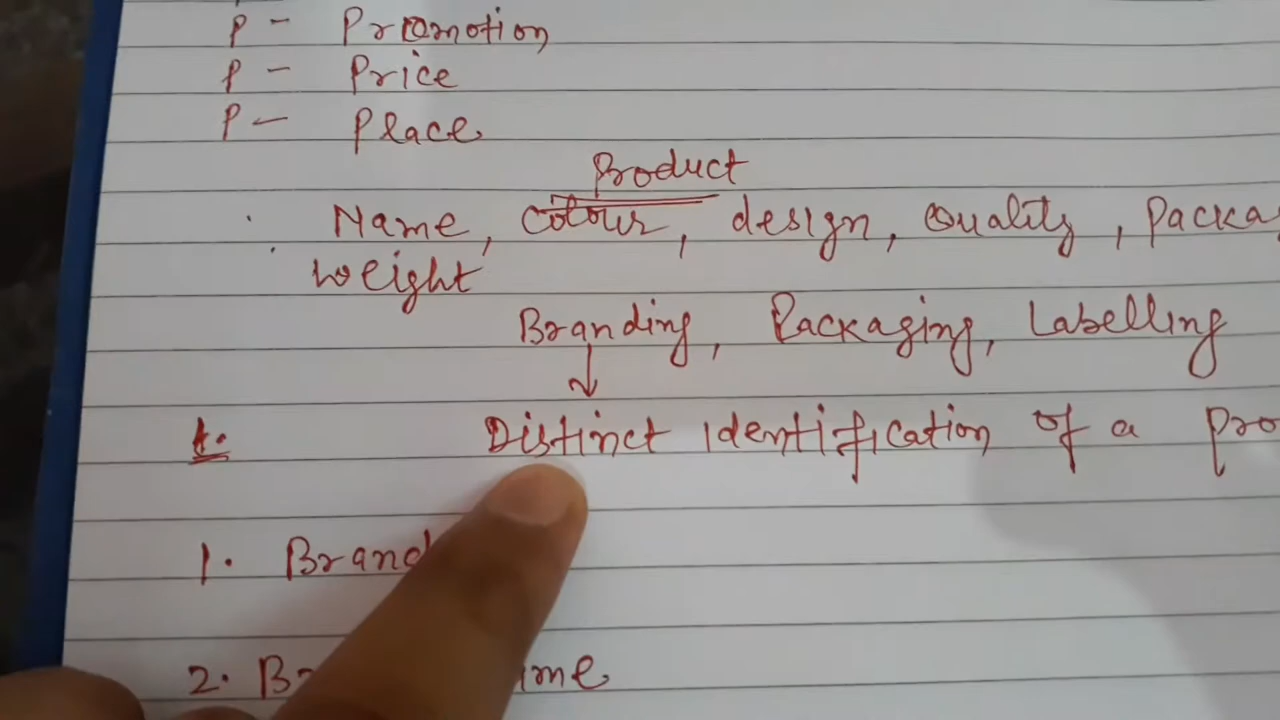 P - Promotion
P - Price
P - Place
Product
Name, Colour, design, Quality, Packa
Weight
Branding, Packaging, Labelling
Distinct Identification of a Pro
1. Brand
2. B me